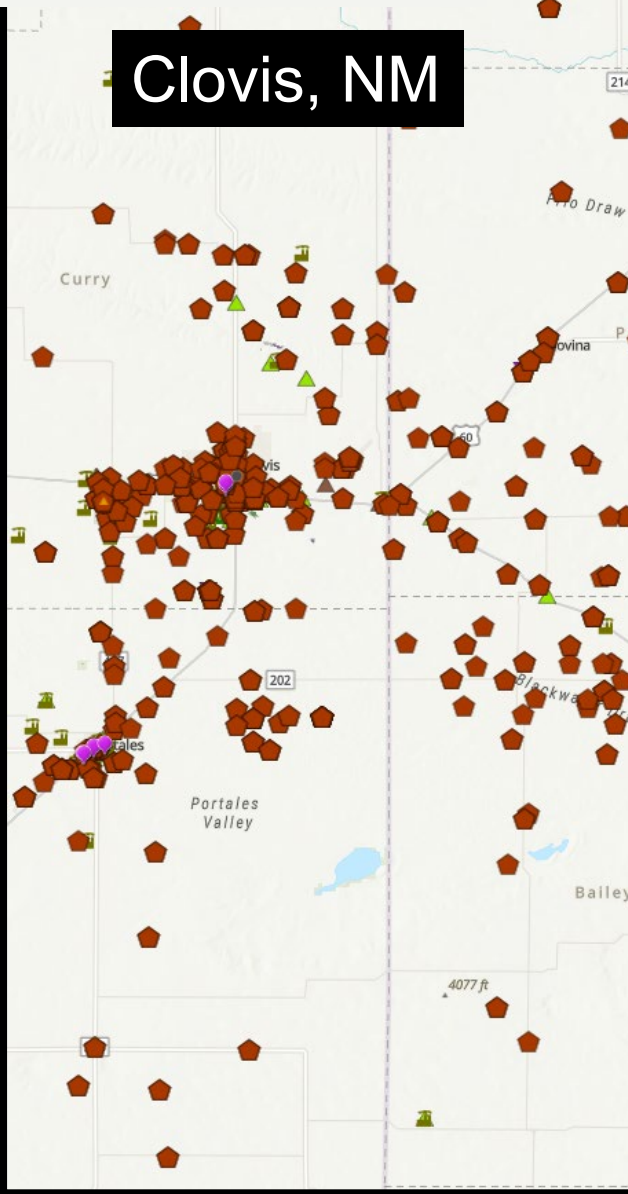 Clovis, NM
214
Frio Draw
Curry
ovina
60
vis
202
Blackwa
tales
Portales
Valley
Bailey
4077 ft